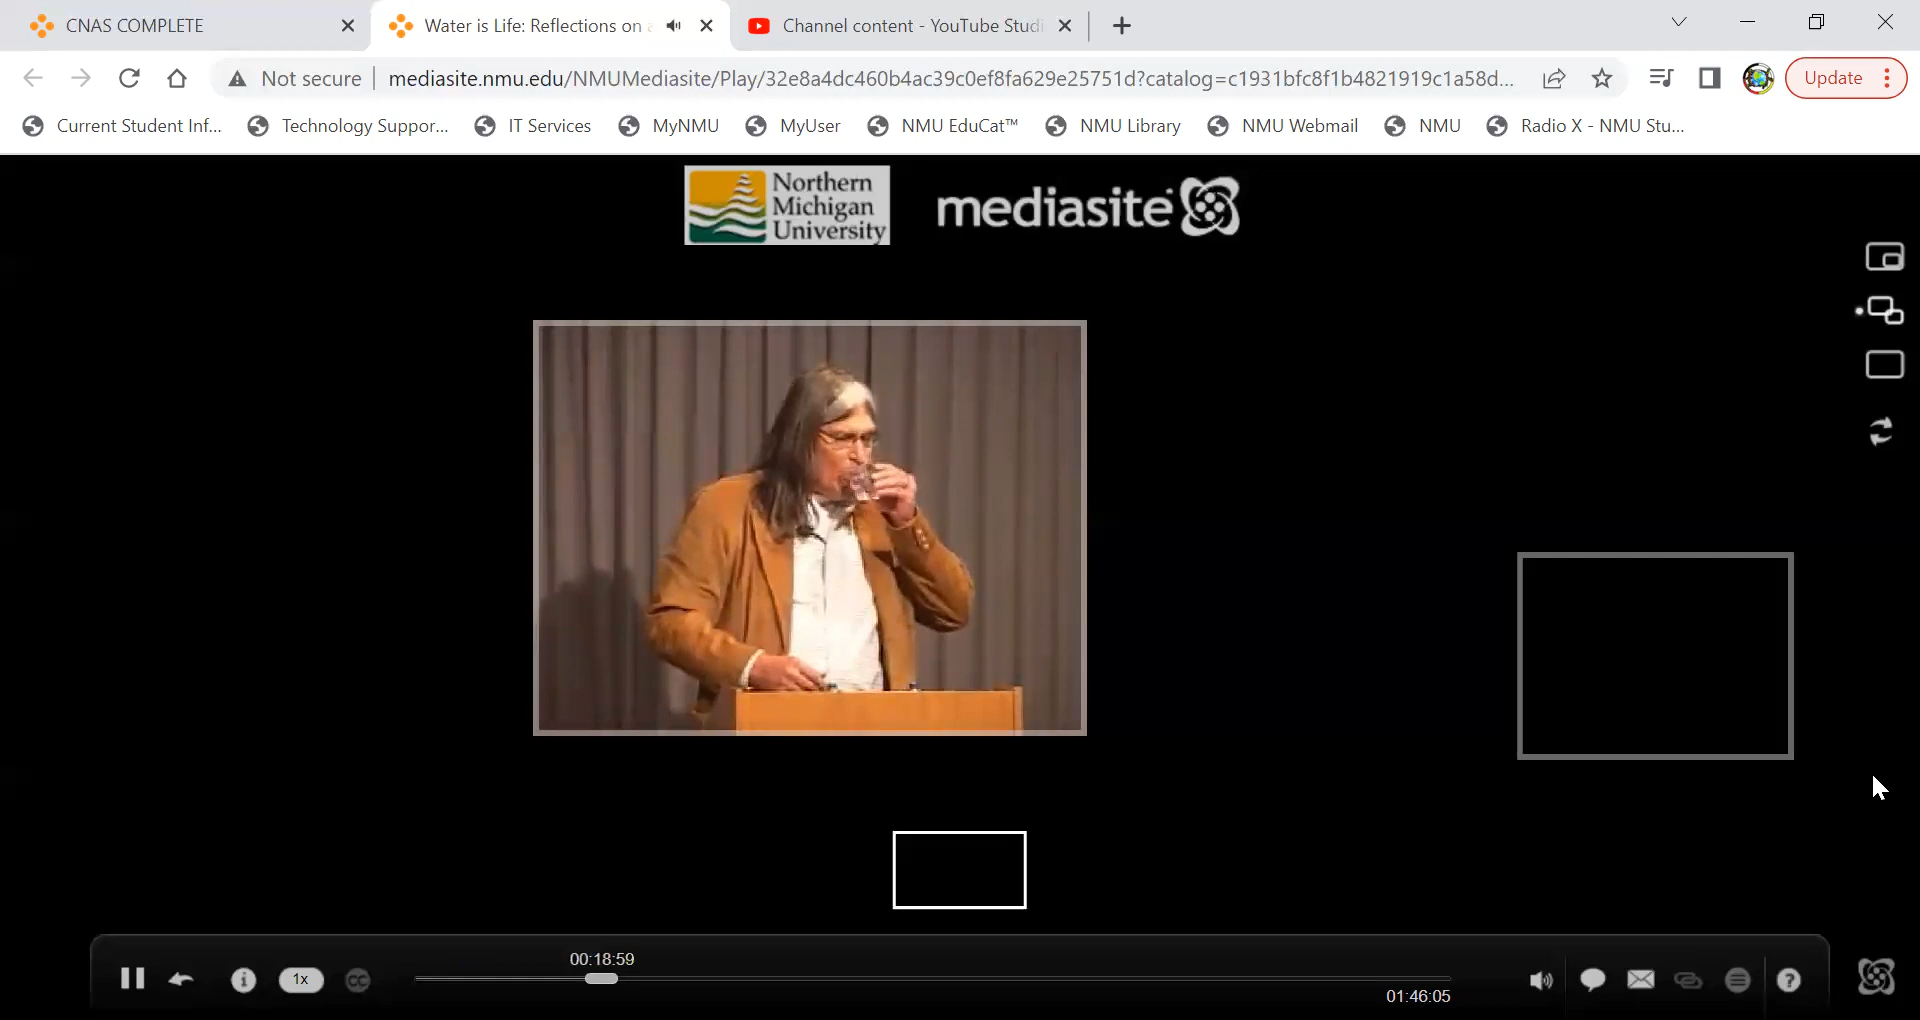 CNAS COMPLETE
Water is Life: Reflections on
Channel content - YouTube Studi
Not secure
mediasite.nmu.edu/NMUMediasite/Play/32e8a4dc460b4ac39c0ef8fa629e25751d?catalog=c1931bfc8f1b4821919c1a58d...
Update
Current Student Inf...
Technology Suppor...
IT Services
MyNMU
MyUser
NMU EduCat™
NMU Library
NMU Webmail
NMU
Radio X - NMU Stu...
Northern
Michigan
University
mediasite
00:18:59
1x
CC
01:46:05